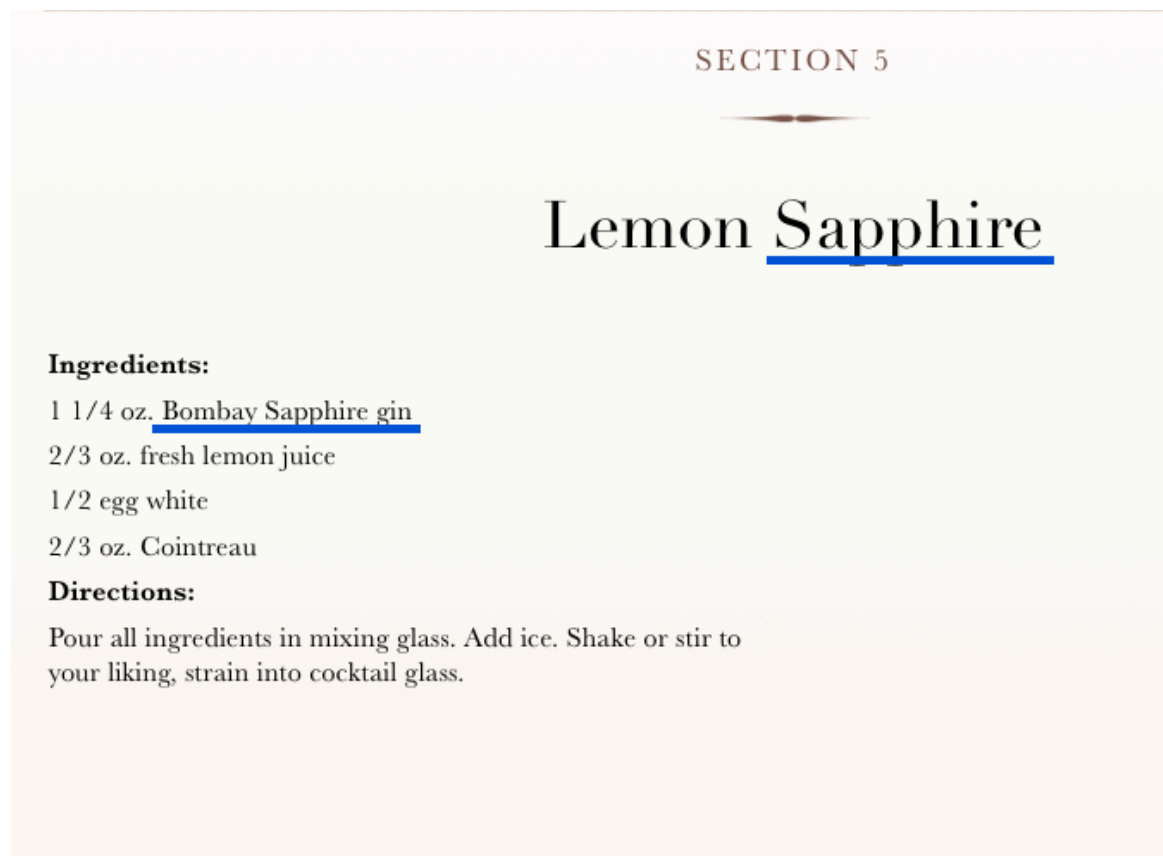 SECTION 5
Lemon Sapphire
Ingredients:
1 1/4 oz. Bombay Sapphire gin
2/3 oz. fresh lemon juice
1/2 egg white
2/3 oz. Cointreau
Directions:
Pour all ingredients in mixing glass. Add ice. Shake or stir to
your liking, strain into cocktail glass.